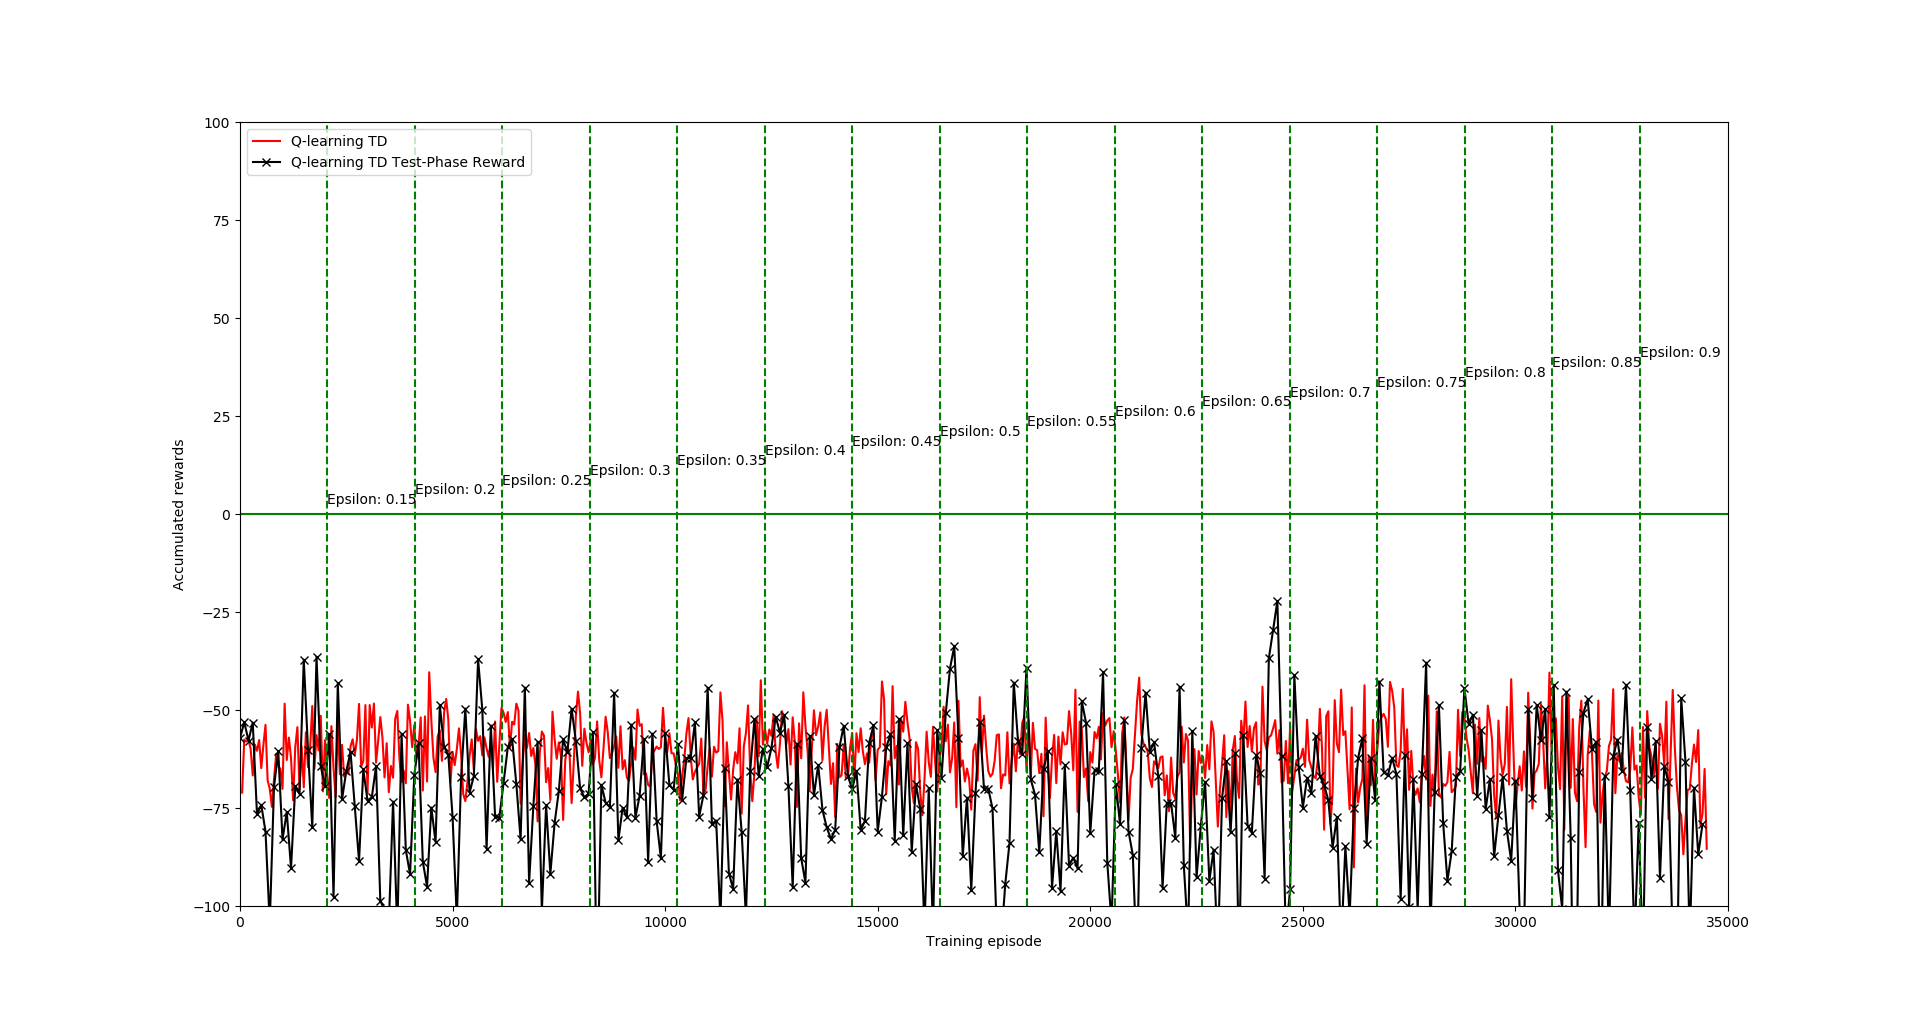 Q-learning TD
Q-learning TD Test-Phase Reward
100
75
50
25
0
−25
−50
−75
−100
Accumulated rewards
Epsilon: 0.15
Epsilon: 0.2
Epsilon: 0.25
Epsilon: 0.3
Epsilon: 0.35
Epsilon: 0.4
Epsilon: 0.45
Epsilon: 0.5
Epsilon: 0.55
Epsilon: 0.6
Epsilon: 0.65
Epsilon: 0.7
Epsilon: 0.75
Epsilon: 0.8
Epsilon: 0.85
Epsilon: 0.9
0 5000 10000 15000 20000 25000 30000 35000
Training episode